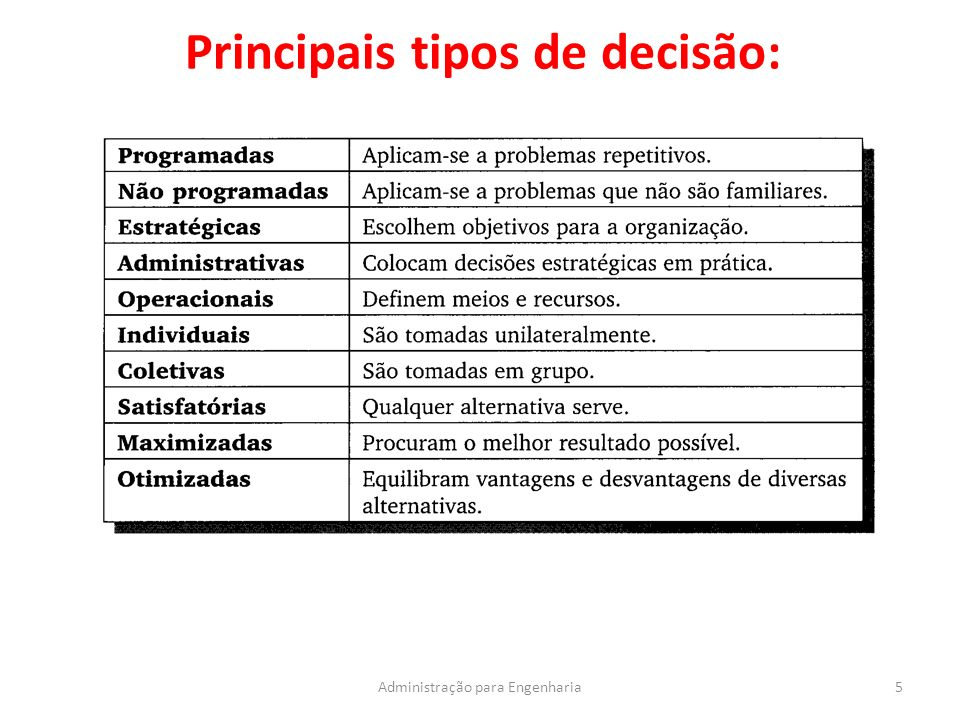 Principais tipos de decisão:
Programadas Aplicam-se a problemas repetitivos.
Não programadas Aplicam-se a problemas que não são familiares.
Estratégicas Escolhem objetivos para a organização.
Administrativas Colocam decisões estratégicas em prática.
Operacionais Definem meios e recursos.
Individuais São tomadas unilateralmente.
Coletivas São tomadas em grupo.
Satisfatórias Qualquer alternativa serve.
Maximizadas Procuram o melhor resultado possível.
Otimizadas Equilibram vantagens e desvantagens de diversas
alternativas.
Administração para Engenharia 5